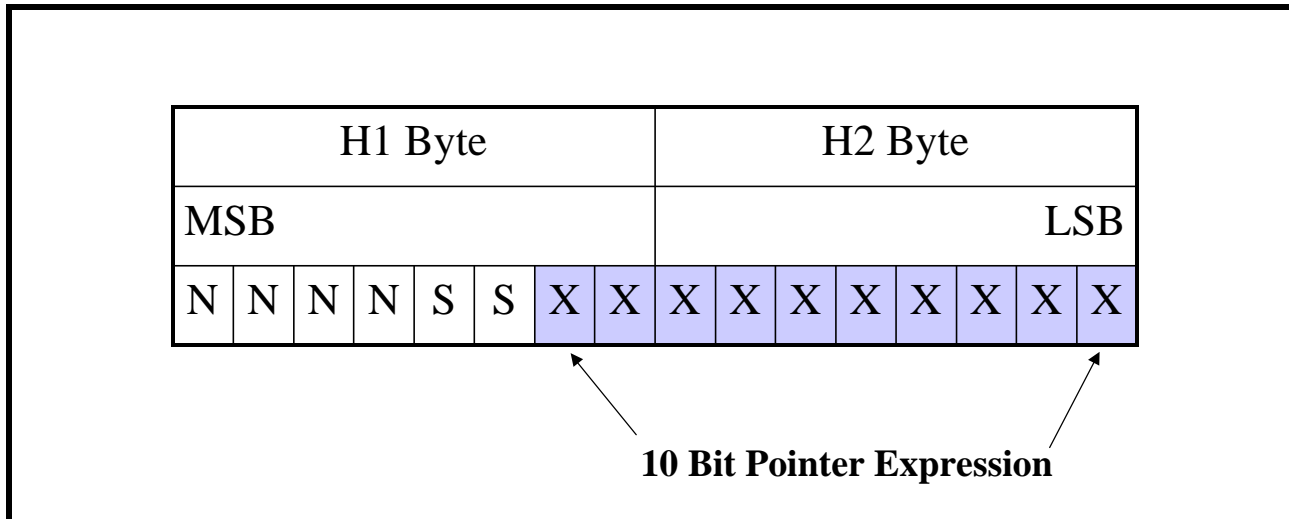 H1 Byte H2 Byte
MSB LSB
N N N N S S X X X X X X X X X X
10 Bit Pointer Expression